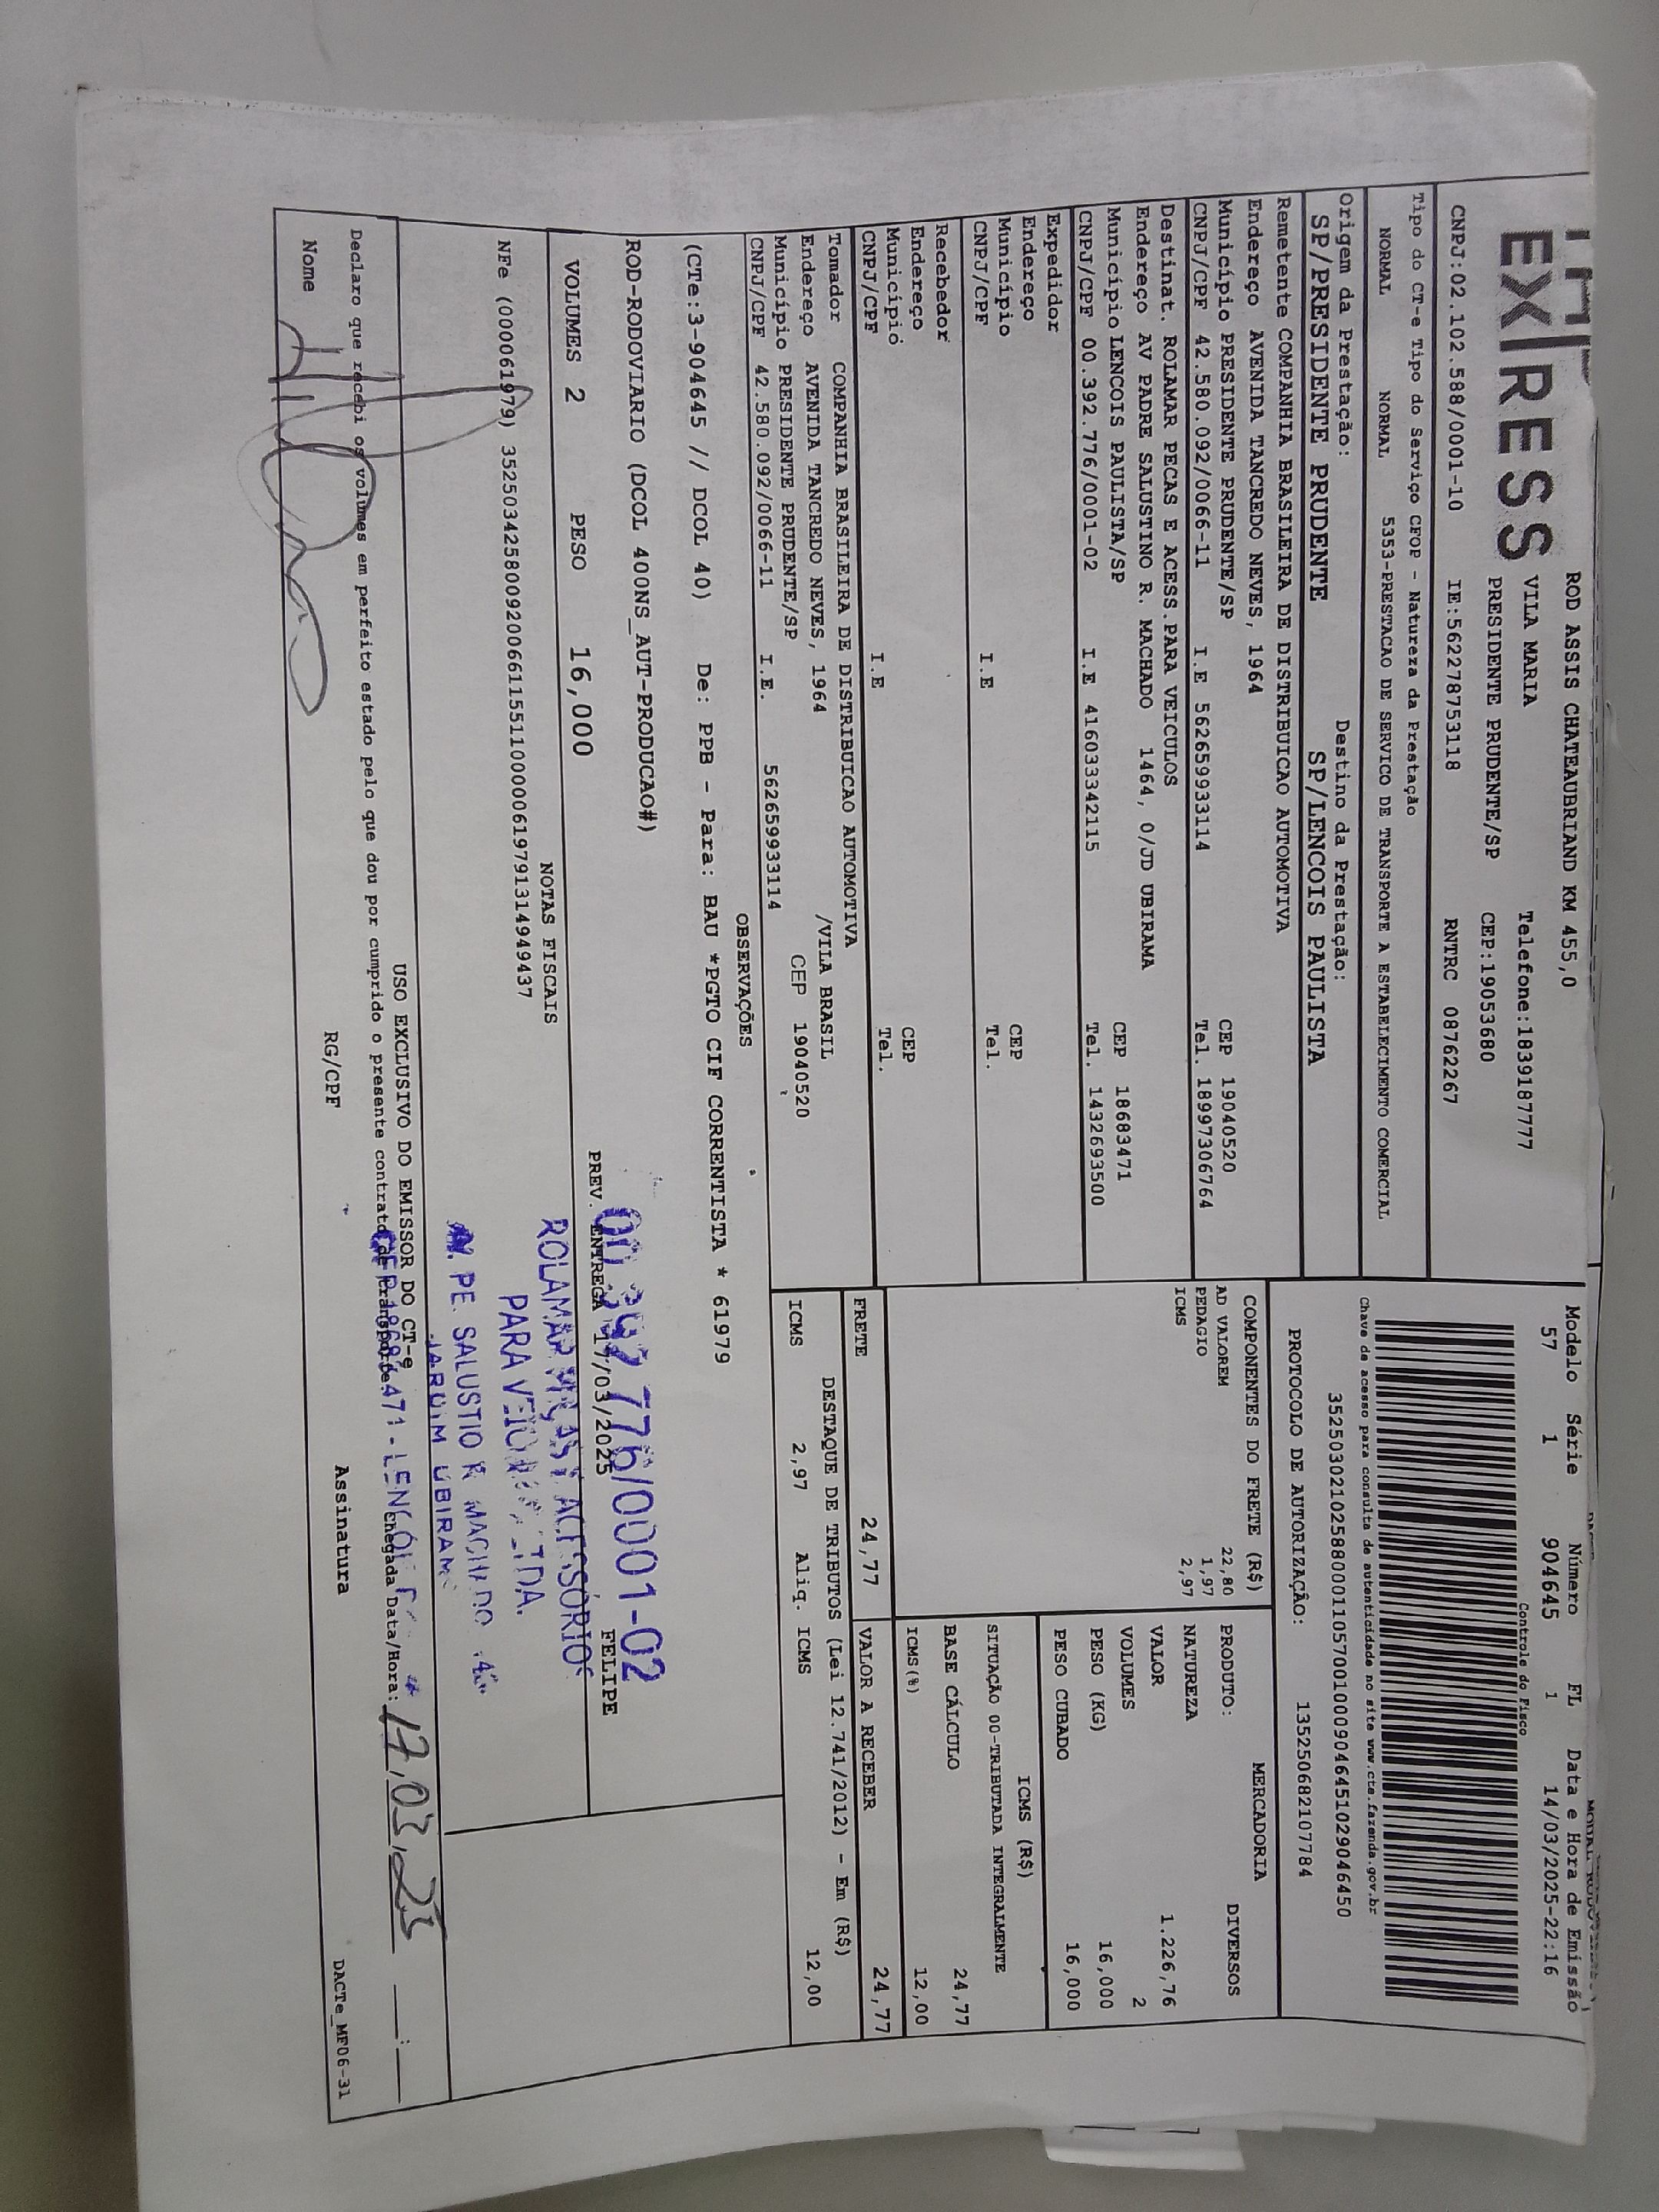 EXPRESS
ROD ASSIS CHATEAUBRIAND KM 455,0
VILA MARIA Telefone:1839187777
PRESIDENTE PRUDENTE/SP CEP:19053680
CNPJ:02.102.588/0001-10 IE:562278753118 RNTRC 08762267
Modelo Série Número FL Data e Hora de Emissão
57 1 904645 1 14/03/2025-22:16
Controle do Fisco
Chave de acesso para consulta de autenticidade no site www.cte.fazenda.gov.br
35250302102588000110570010009046451029046450
PROTOCOLO DE AUTORIZAÇÃO: 135250682107784
Tipo do CT-e Tipo do Serviço CFOP - Natureza da Prestação
NORMAL NORMAL 5353-PRESTACAO DE SERVICO DE TRANSPORTE A ESTABELECIMENTO COMERCIAL
Origem da Prestação: Destino da Prestação:
SP/PRESIDENTE PRUDENTE SP/LENCOIS PAULISTA
Remetente COMPANHIA BRASILEIRA DE DISTRIBUICAO AUTOMOTIVA
Endereço AVENIDA TANCREDO NEVES, 1964
Município PRESIDENTE PRUDENTE/SP CEP 19040520
CNPJ/CPF 42.580.092/0066-11 I.E 562659933114 Tel. 18997306764
Destinat. ROLAMAR PECAS E ACESS.PARA VEICULOS
Endereço AV PADRE SALUSTINO R. MACHADO 1464, 0/JD UBIRAMA
Município LENCOIS PAULISTA/SP CEP 18683471
CNPJ/CPF 00.392.776/0001-02 I.E 416033342115 Tel. 1432693500
Expedidor
Endereço
Município CEP
CNPJ/CPF I.E Tel.
Recebedor
Endereço
Município CEP
CNPJ/CPF I.E Tel.
Tomador COMPANHIA BRASILEIRA DE DISTRIBUICAO AUTOMOTIVA
Endereço AVENIDA TANCREDO NEVES, 1964 /VILA BRASIL
Município PRESIDENTE PRUDENTE/SP CEP 19040520
CNPJ/CPF 42.580.092/0066-11 I.E. 562659933114
COMPONENTES DO FRETE (R$)
AD VALOREM 22,80
PEDAGIO 1,97
ICMS 2,97
MERCADORIA
PRODUTO: DIVERSOS
NATUREZA
VALOR 1.226,76
VOLUMES 2
PESO (KG) 16,000
PESO CUBADO 16,000
ICMS (R$)
SITUAÇÃO 00-TRIBUTADA INTEGRALMENTE
BASE CÁLCULO 24,77
ICMS(%) 12,00
FRETE 24,77 VALOR A RECEBER 24,77
DESTAQUE DE TRIBUTOS (Lei 12.741/2012) - Em (R$)
ICMS 2,97 Aliq. ICMS 12,00
OBSERVAÇÕES
(CTe:3-904645 // DCOL 40) De: PPB - Para: BAU *PGTO CIF CORRENTISTA * 61979
ROD-RODOVIARIO (DCOL 400NS_AUT-PRODUCAO#)
VOLUMES 2 PESO 16,000 PREV. ENTREGA 17/03/2025 FELIPE
NOTAS FISCAIS
NFe (000061979) 35250342580092006611551100000619791314949437
00.392.776/0001-02
ROLAMAR ACESSÓRIOS
PARA LTDA.
PE. SALUSTIO R MACHADO
JARDIM UBIRAMA
USO EXCLUSIVO DO EMISSOR DO CT-e
Declaro que recebi os volumes em perfeito estado pelo que dou por cumprido o presente contrato de transporte. Chegada Data/Hora: 17,03,25 :
Nome RG/CPF Assinatura DACTe_MF06-31